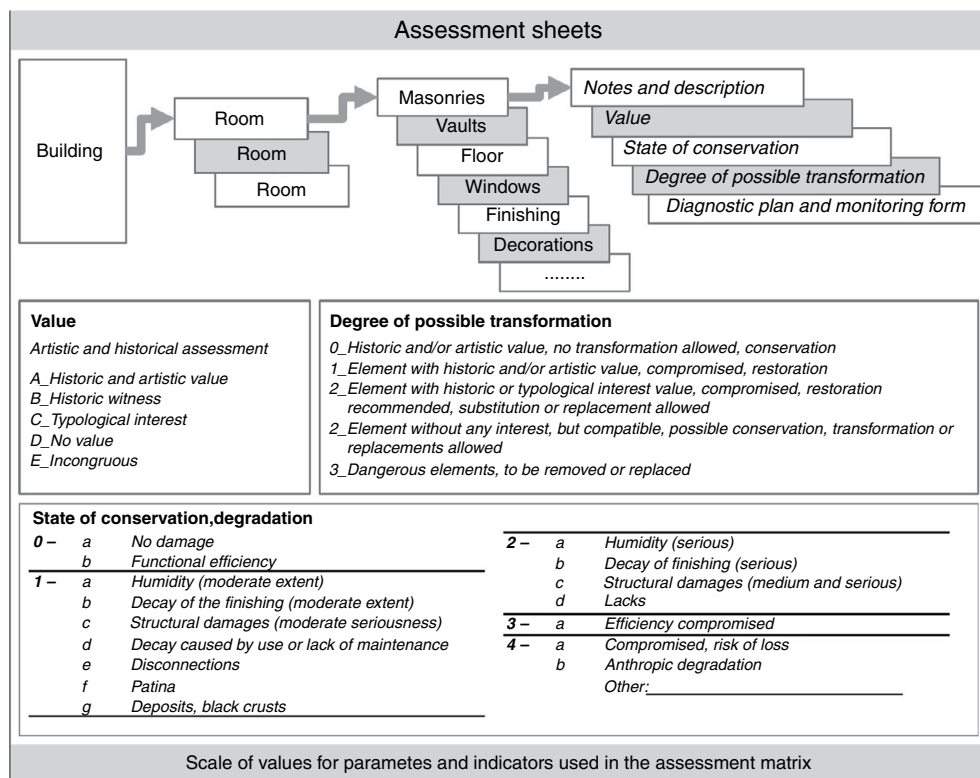 Assessment sheets
Building
Room
Room
Room
Masonries
Vaults
Floor
Windows
Finishing
Decorations
........
Notes and description
Value
State of conservation
Degree of possible transformation
Diagnostic plan and monitoring form
Value
Artistic and historical assessment
A_Historic and artistic value
B_Historic witness
C_Typological interest
D_No value
E_Incongruous
Degree of possible transformation
0_Historic and/or artistic value, no transformation allowed, conservation
1_Element with historic and/or artistic value, compromised, restoration
2_Element with historic or typological interest value, compromised, restoration
recommended, substitution or replacement allowed
2_Element without any interest, but compatible, possible conservation, transformation or
replacements allowed
3_Dangerous elements, to be removed or replaced
State of conservation,degradation
0 – a No damage
b Functional efficiency
1 – a Humidity (moderate extent)
b Decay of the finishing (moderate extent)
c Structural damages (moderate seriousness)
d Decay caused by use or lack of maintenance
e Disconnections
f Patina
g Deposits, black crusts
2 – a Humidity (serious)
b Decay of finishing (serious)
c Structural damages (medium and serious)
d Lacks
3 – a Efficiency compromised
4 – a Compromised, risk of loss
b Anthropic degradation
Other:
Scale of values for parametes and indicators used in the assessment matrix